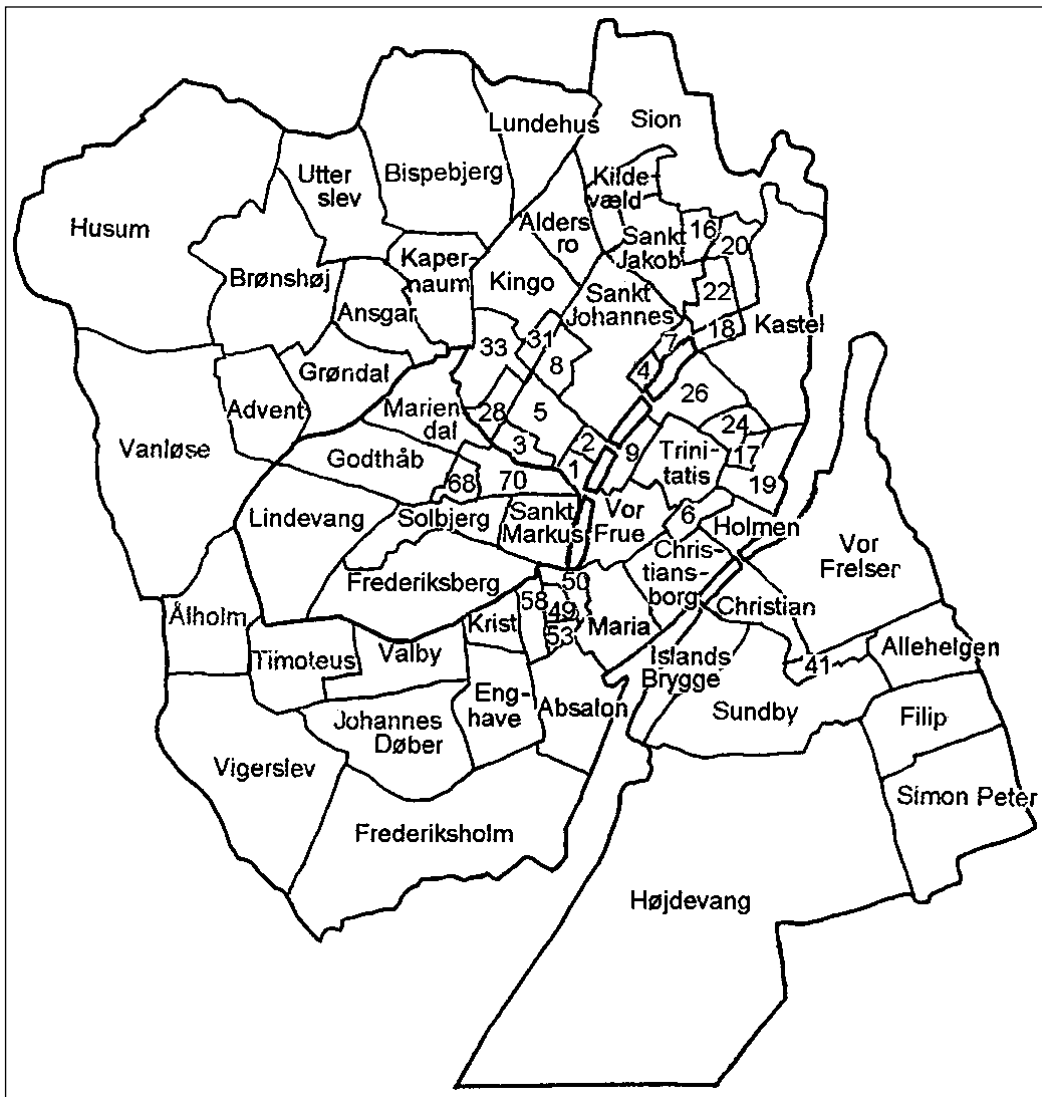 Lundehus
Sion
Utter
slev
Bispebjerg
Kilde-
væld
Husum
Alders
ro
16
20
Sankt
Jakob
Brønshøj
Kaper-
naum
Kingo
Sankt
Johannes
22
Ansgar
18
Kastel
31
33
7
8
4
Grøndal
26
Advent
Marien-
dal
28
5
24
Vanløse
3
2
9
Trini-
tatis
17
Godthåb
1
19
68
70
Lindevang
Solbjerg
Sankt
Markus
Vor
Frue
6
Holmen
Chris-
tians-
borg
Vor
Frelser
Frederiksberg
50
58
49
Ålholm
Krist
53
Maria
Christian
Timoteus
Valby
Islands
Brygge
41
Allehelgen
Eng-
have
Absalon
Sundby
Filip
Johannes
Døber
Vigerslev
Simon Peter
Frederiksholm
Højdevang